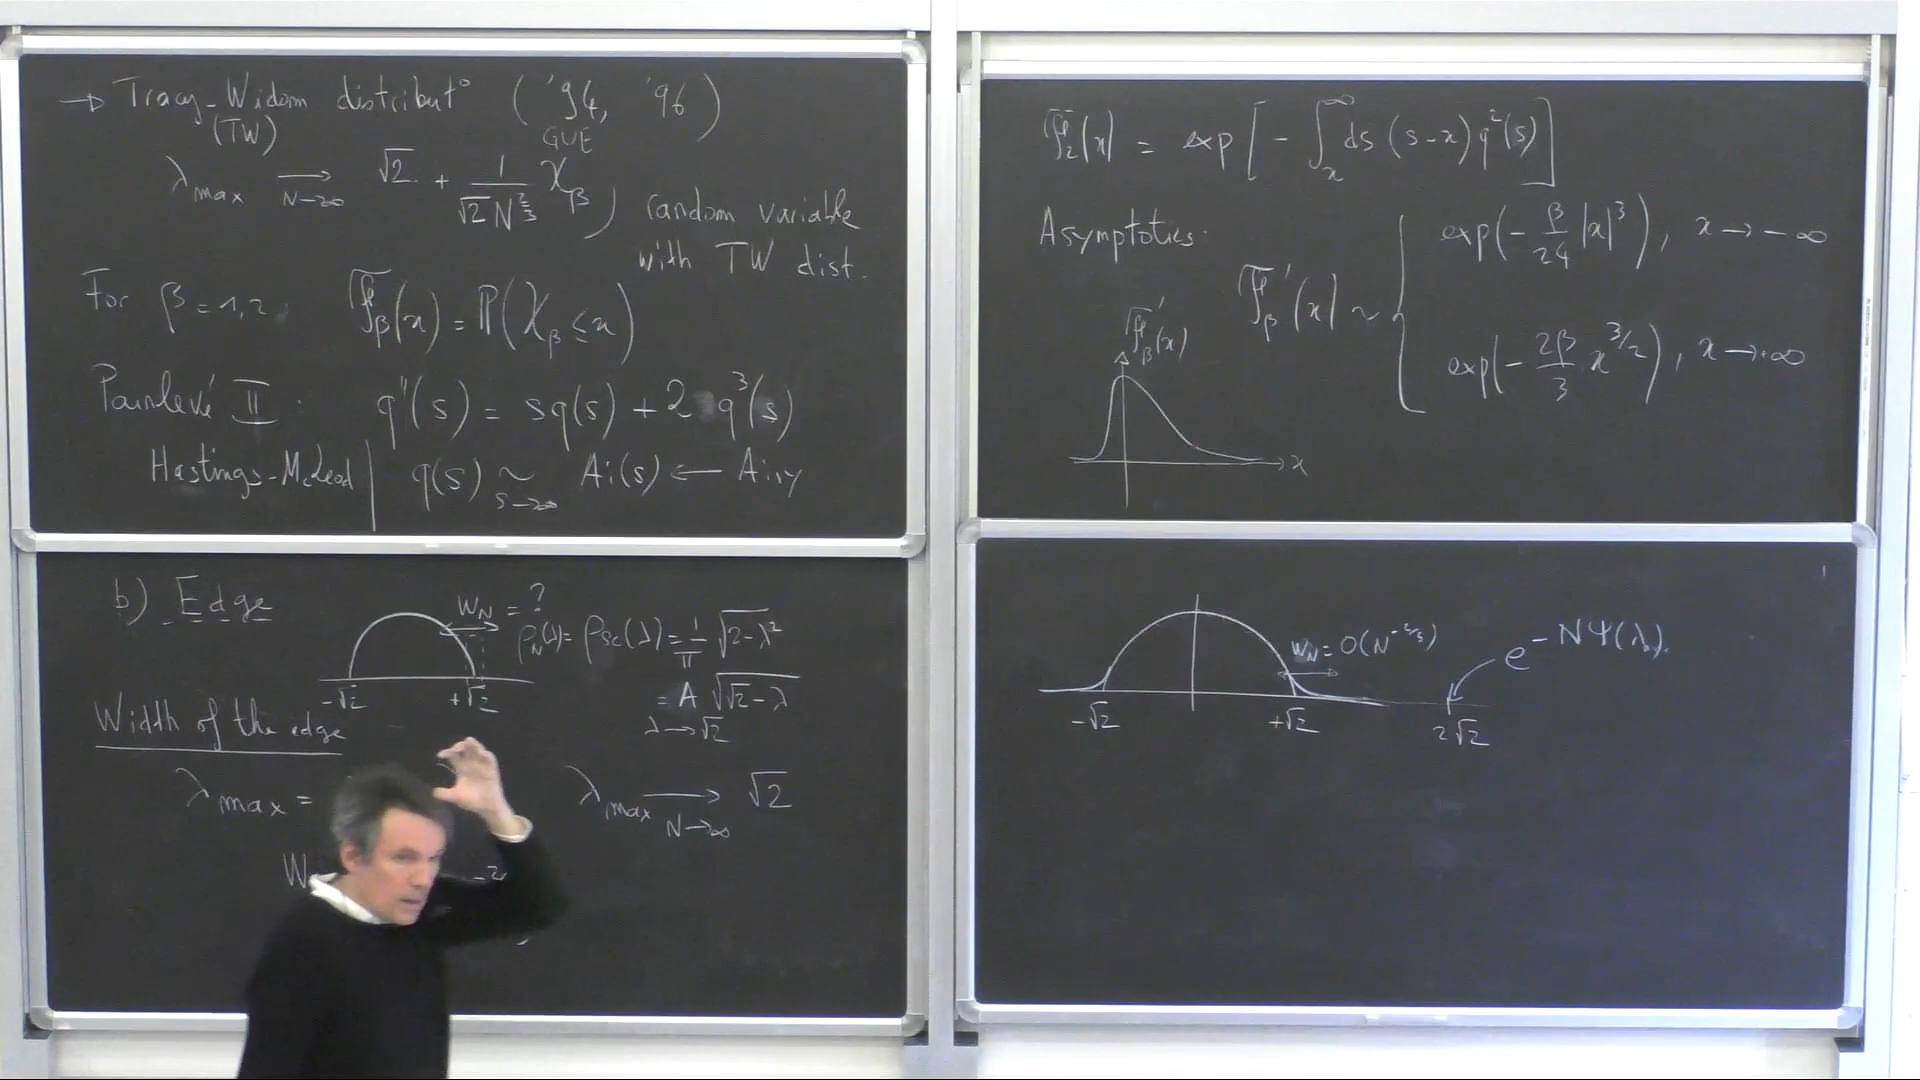 → Tracy-Widom distribut° ('94, '96)
(TW) GUE
λ_max →_{N→∞} √2 + 1/(√2 N^{2/3}) χ_β) random variable
with TW dist.
For β = 1,2 : F_β(x) = P(χ_β ≤ x)
Painlevé II : q''(s) = sq(s) + 2 q³(s)
Hastings-McLeod | q(s) ~_{s→∞} Ai(s) ← Airy
b) Edge
w_N = ?
ρ_N(λ) = ρ_sc(λ) = 1/π √(2-λ²)
-√2 +√2
= A √(√2-λ)
λ→√2
Width of the edge
λ_max = λ_max →_{N→∞} √2
F_2(x) = exp[-∫_x^∞ ds (s-x) q²(s)]
Asymptotics:
F'_β(x) ~ { exp(-β/24 |x|³), x→-∞
exp(-2β/3 x^{3/2}), x→+∞
F'_β(x)
x
w_N = O(N^{-2/3})
e^{-NΨ(λ)}
-√2 +√2 2√2